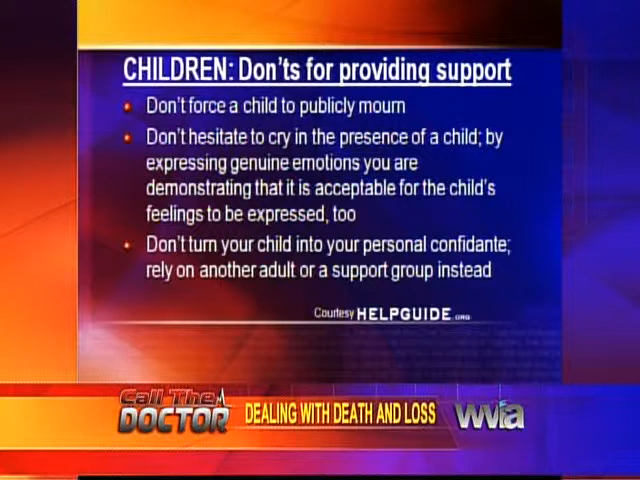 CHILDREN: Don'ts for providing support
• Don't force a child to publicly mourn
• Don't hesitate to cry in the presence of a child; by
expressing genuine emotions you are
demonstrating that it is acceptable for the child's
feelings to be expressed, too
• Don't turn your child into your personal confidante;
rely on another adult or a support group instead
Courtesy HELPGUIDE.ORG
Call The
DOCTOR
DEALING WITH DEATH AND LOSS
wvia